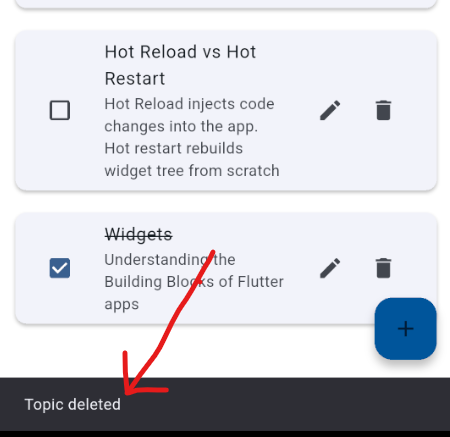 Hot Reload vs Hot
Restart
Hot Reload injects code
changes into the app.
Hot restart rebuilds
widget tree from scratch
Widgets
Understanding the
Building Blocks of Flutter
apps
+
Topic deleted